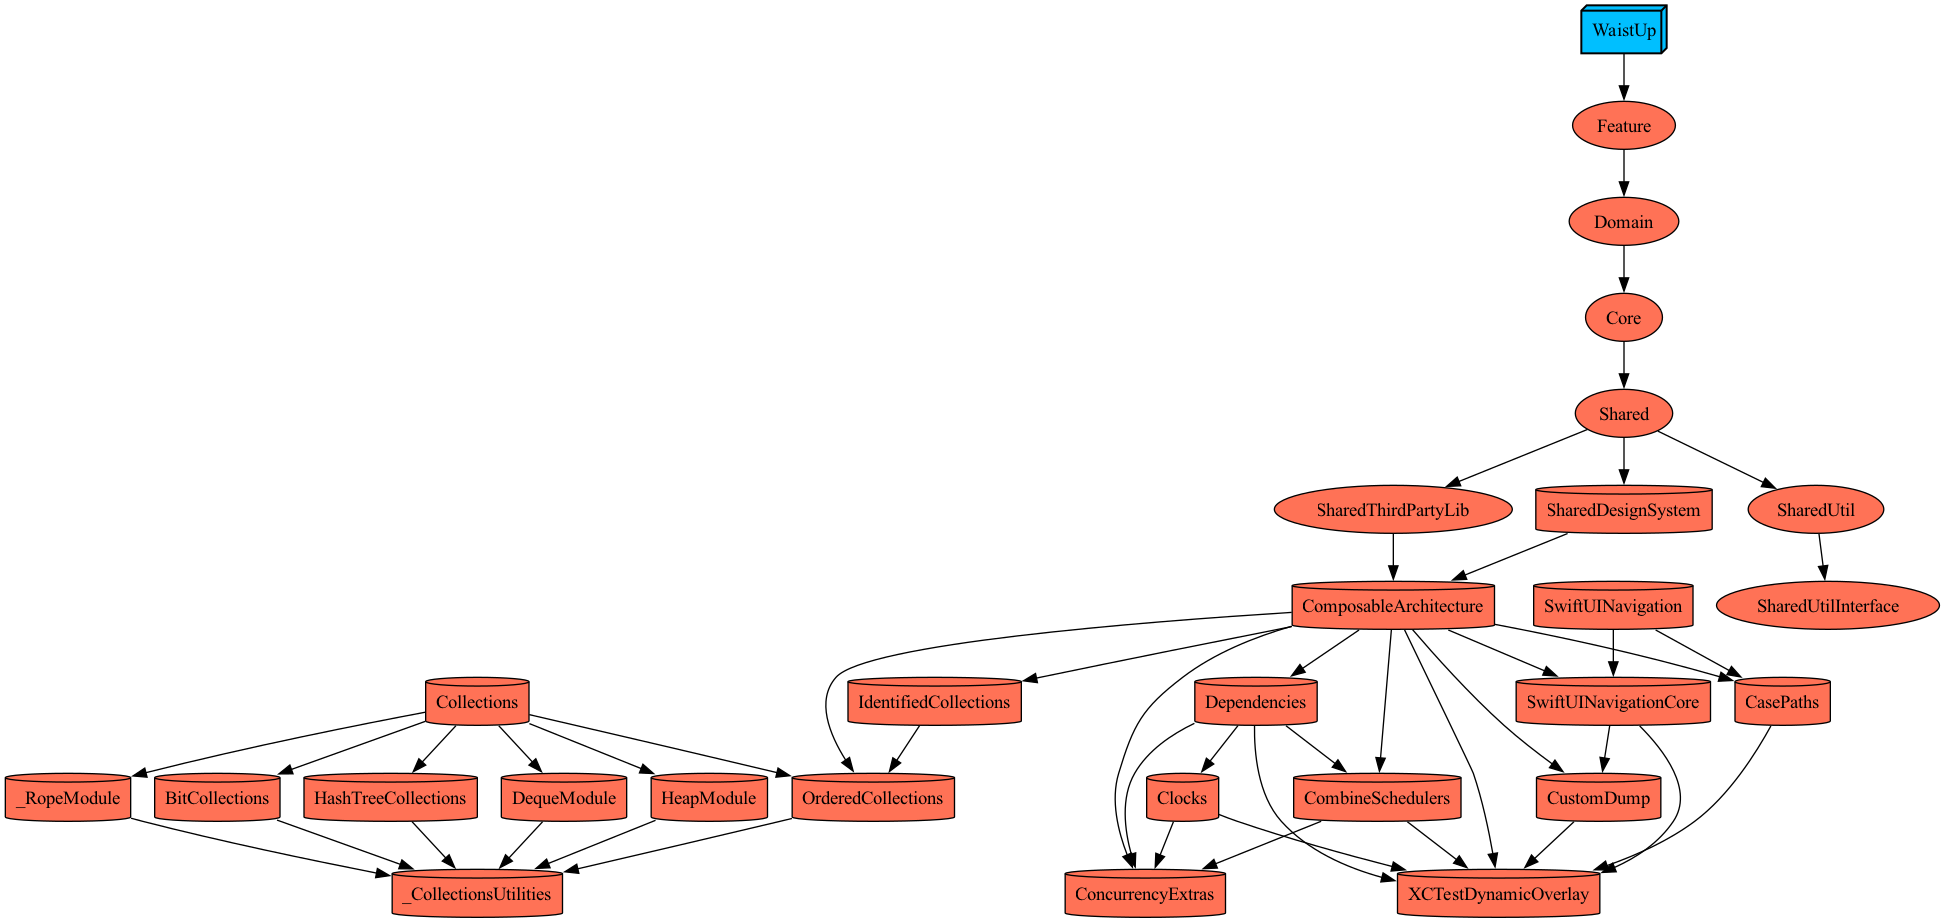 WaistUp
Feature
Domain
Core
Shared
SharedThirdPartyLib
SharedDesignSystem
SharedUtil
ComposableArchitecture
SwiftUINavigation
SharedUtilInterface
Collections
IdentifiedCollections
Dependencies
SwiftUINavigationCore
CasePaths
_RopeModule
BitCollections
HashTreeCollections
DequeModule
HeapModule
OrderedCollections
Clocks
CombineSchedulers
CustomDump
_CollectionsUtilities
ConcurrencyExtras
XCTestDynamicOverlay